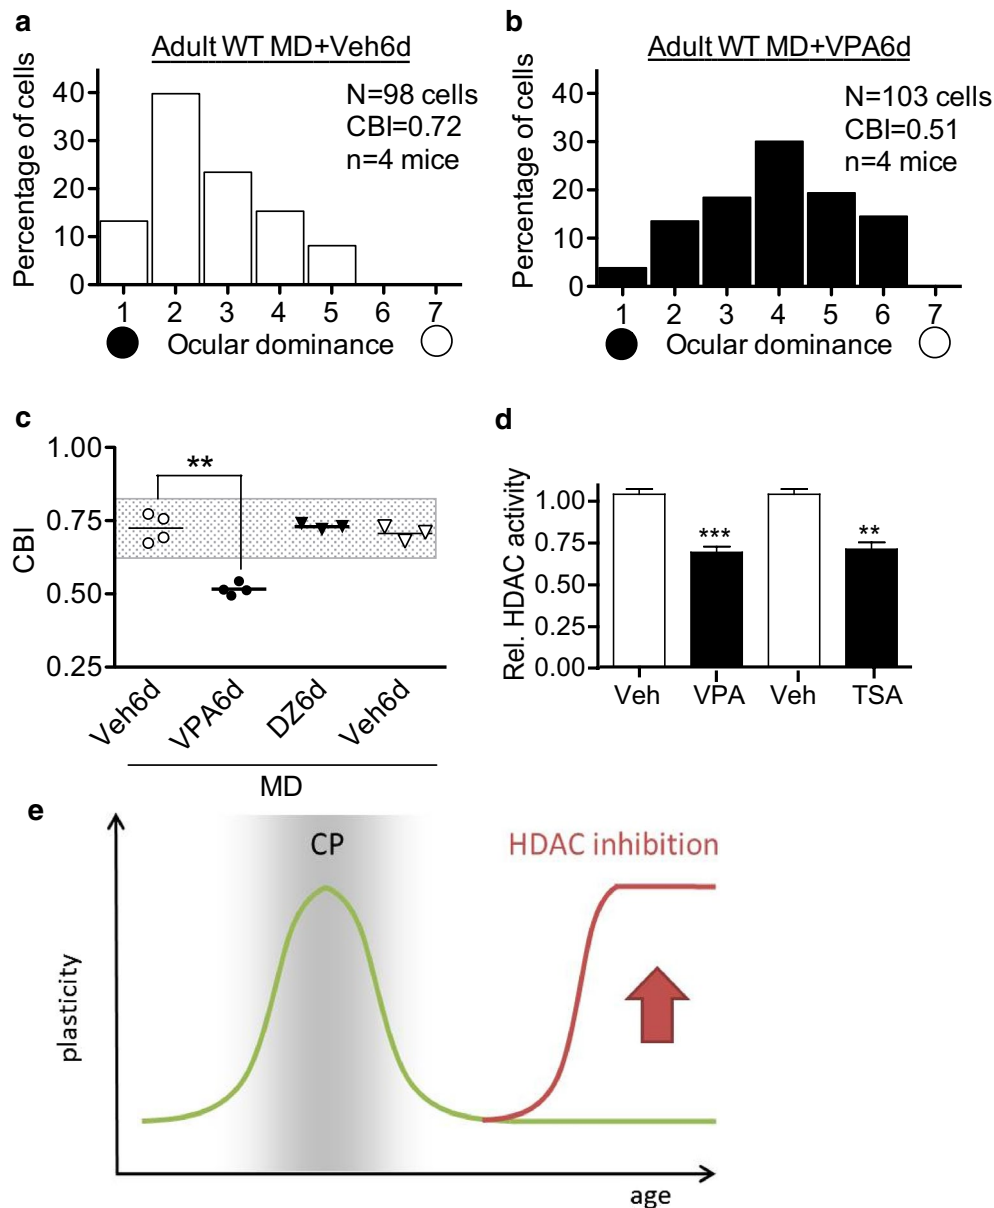 a
Adult WT MD+Veh6d
Percentage of cells
40
30
20
10
0
N=98 cells
CBI=0.72
n=4 mice
1 2 3 4 5 6 7
Ocular dominance
b
Adult WT MD+VPA6d
Percentage of cells
40
30
20
10
0
N=103 cells
CBI=0.51
n=4 mice
1 2 3 4 5 6 7
Ocular dominance
c
CBI
1.00
0.75
0.50
0.25
**
Veh6d VPA6d DZ6d Veh6d
MD
d
Rel. HDAC activity
1.00
0.75
0.50
0.25
0.00
*** **
Veh VPA Veh TSA
e
plasticity
CP
HDAC inhibition
age